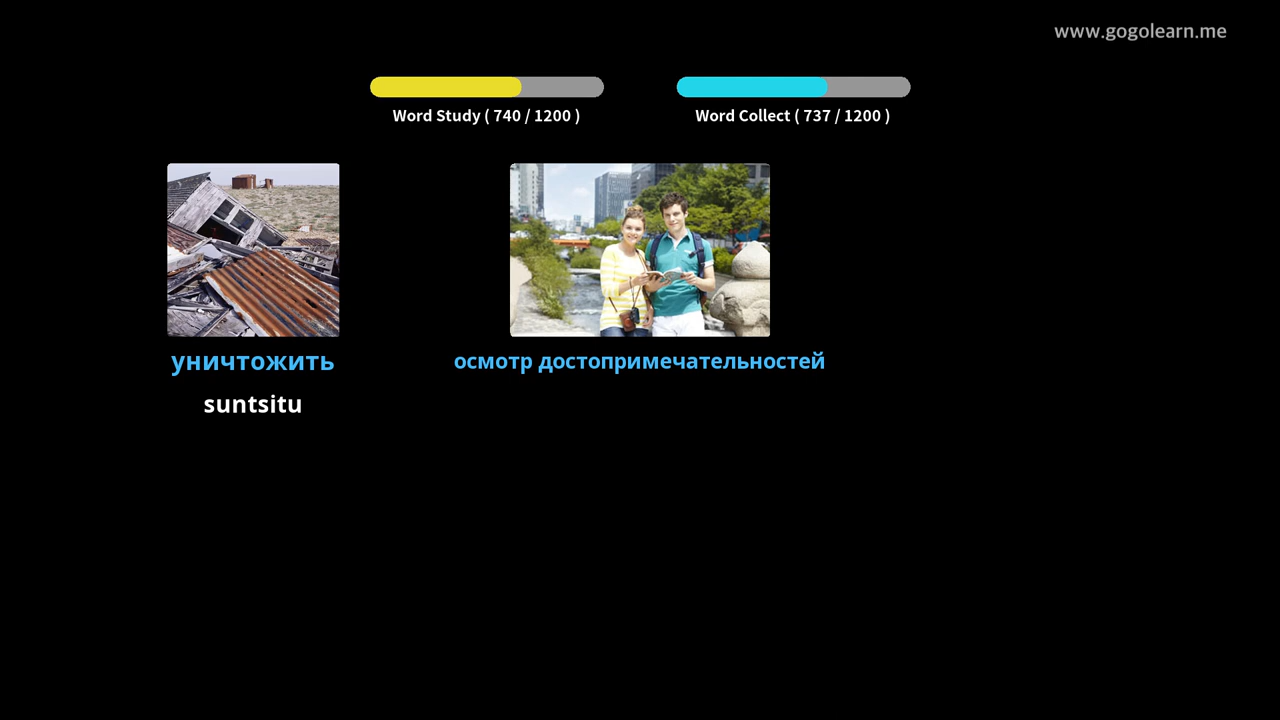 www.gogolearn.me
Word Study ( 740 / 1200 )
Word Collect ( 737 / 1200 )
уничтожить
suntsitu
осмотр достопримечательностей